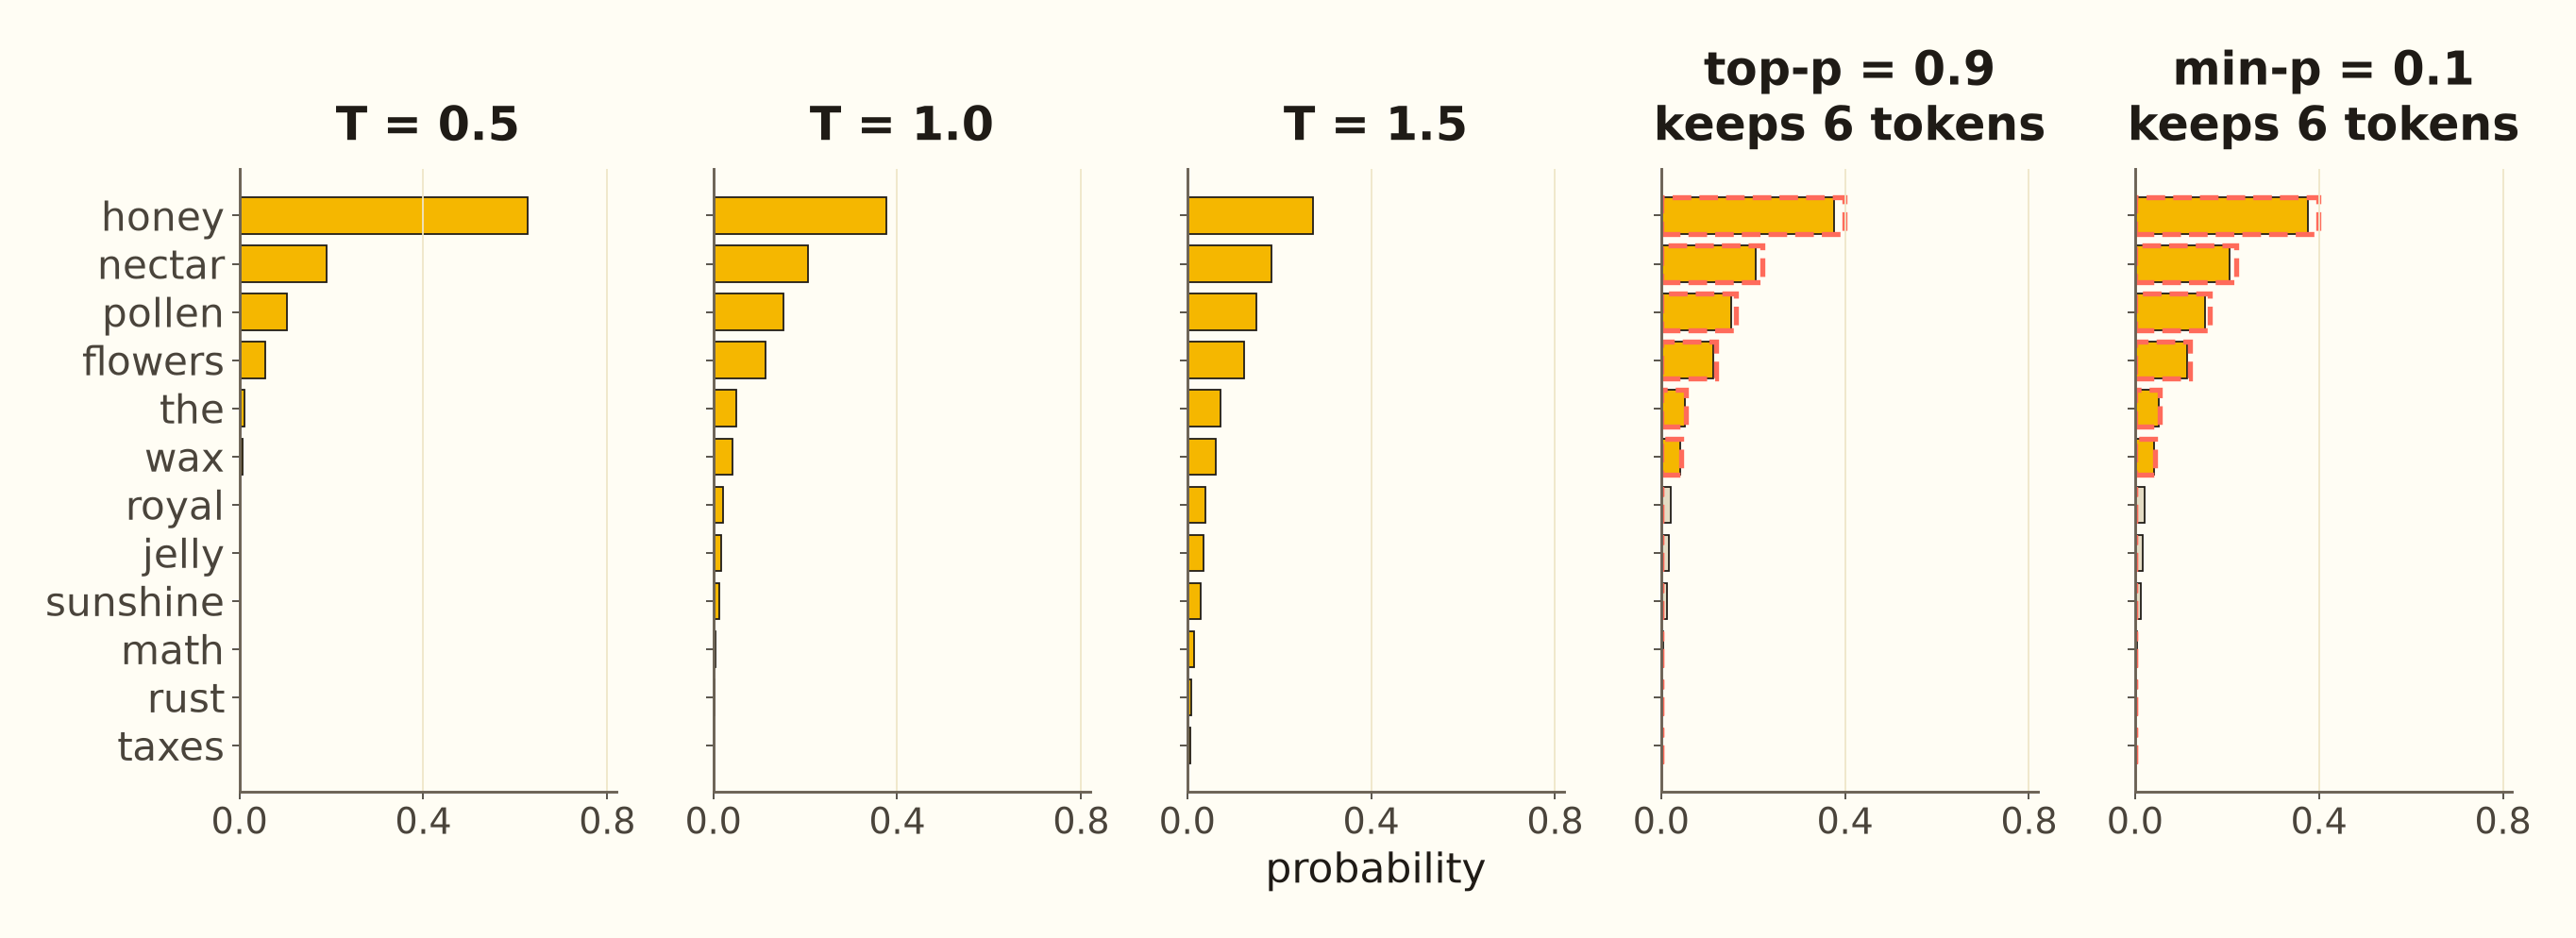 T = 0.5
T = 1.0
T = 1.5
top-p = 0.9
keeps 6 tokens
min-p = 0.1
keeps 6 tokens
honey
nectar
pollen
flowers
the
wax
royal
jelly
sunshine
math
rust
taxes
0.0 0.4 0.8
0.0 0.4 0.8
0.0 0.4 0.8
0.0 0.4 0.8
0.0 0.4 0.8
probability